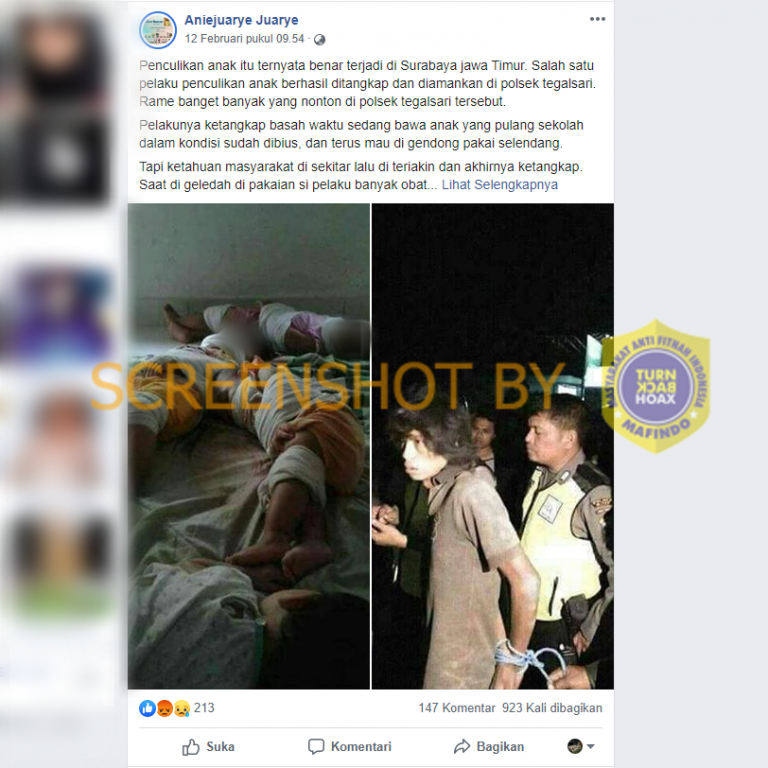 Aniejuarye Juarye
12 Februari pukul 09.54 ·
Penculikan anak itu ternyata benar terjadi di Surabaya jawa Timur. Salah satu
pelaku penculikan anak berhasil ditangkap dan diamankan di polsek tegalsari.
Rame banget banyak yang nonton di polsek tegalsari tersebut.
Pelakunya ketangkap basah waktu sedang bawa anak yang pulang sekolah
dalam kondisi sudah dibius, dan terus mau di gendong pakai selendang.
Tapi ketahuan masyarakat di sekitar lalu di teriakin dan akhirnya ketangkap.
Saat di geledah di pakaian si pelaku banyak obat... Lihat Selengkapnya
SCREENSHOT BY
MASYARAKAT ANTI FITNAH INDONESIA
TURN
BACK
HOAX
MAFINDO
213
147 Komentar 923 Kali dibagikan
Suka
Komentari
Bagikan